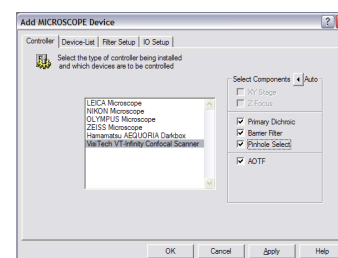 Add MICROSCOPE Device
Controller Device-List Filter Setup IO Setup
Select the type of controller being installed
and which devices are to be controlled
Select Components Auto
XY Stage
Z Focus
LEICA Microscope
NIKON Microscope
OLYMPUS Microscope
ZEISS Microscope
Hamamatsu AEQUORIA Darkbox
VisiTech VT-Infinity Confocal Scanner
Primary Dichroic
Barrier Filter
Pinhole Select
AOTF
OK Cancel Apply Help